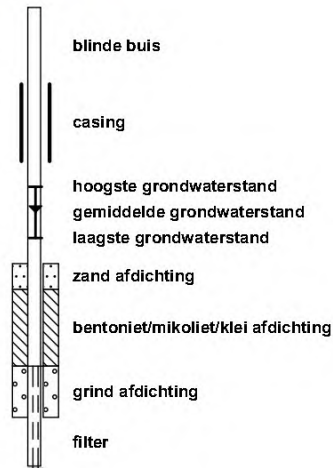 blinde buis
casing
hoogste grondwaterstand
gemiddelde grondwaterstand
laagste grondwaterstand
zand afdichting
bentoniet/mikoliet/klei afdichting
grind afdichting
filter